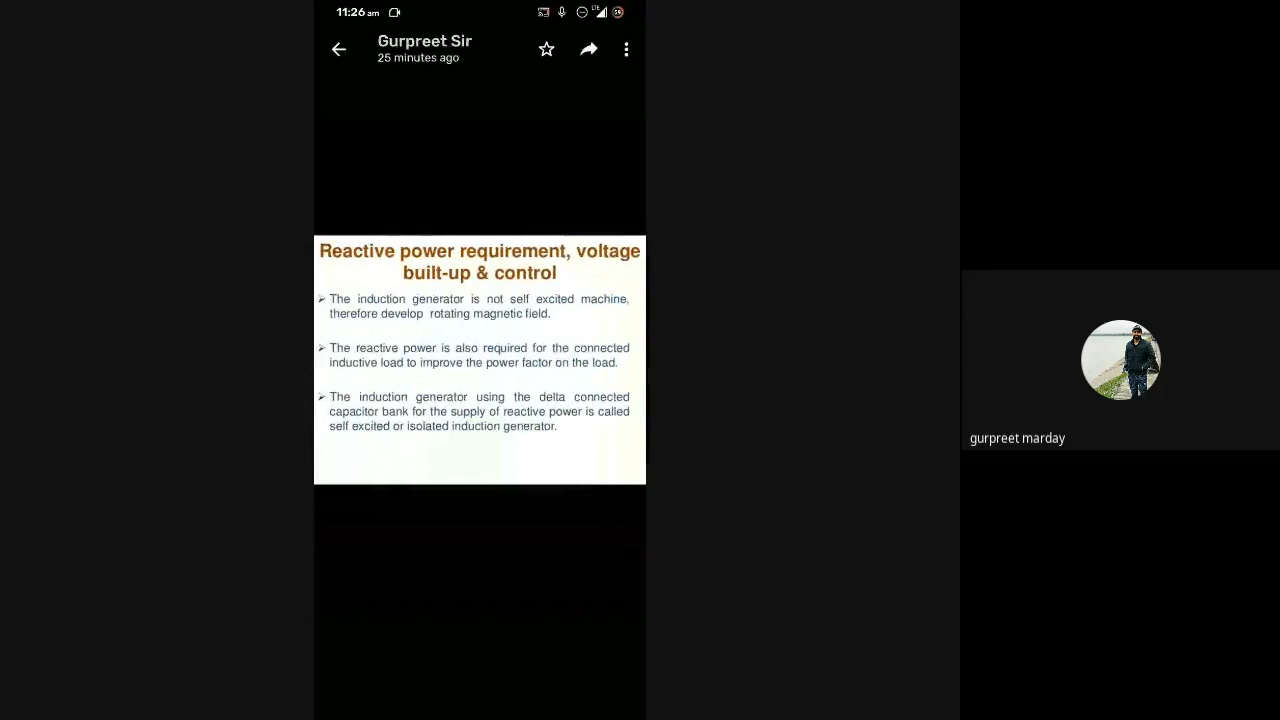 11:26 am
LTE
59
Gurpreet Sir
25 minutes ago
Reactive power requirement, voltage
built-up & control
➢ The induction generator is not self excited machine,
therefore develop rotating magnetic field.
➢ The reactive power is also required for the connected
inductive load to improve the power factor on the load.
➢ The induction generator using the delta connected
capacitor bank for the supply of reactive power is called
self excited or isolated induction generator.
gurpreet marday